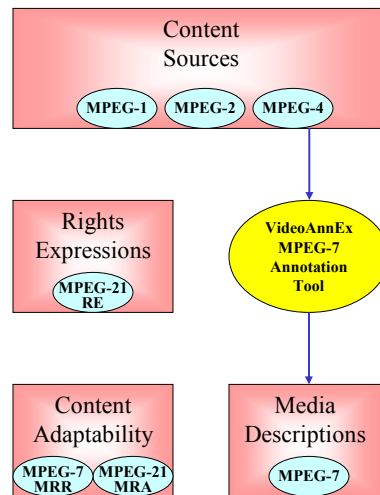 Content
Sources
MPEG-1 MPEG-2 MPEG-4
Rights
Expressions
MPEG-21
RE
VideoAnnEx
MPEG-7
Annotation
Tool
Content
Adaptability
MPEG-7
MRR
MPEG-21
MRA
Media
Descriptions
MPEG-7